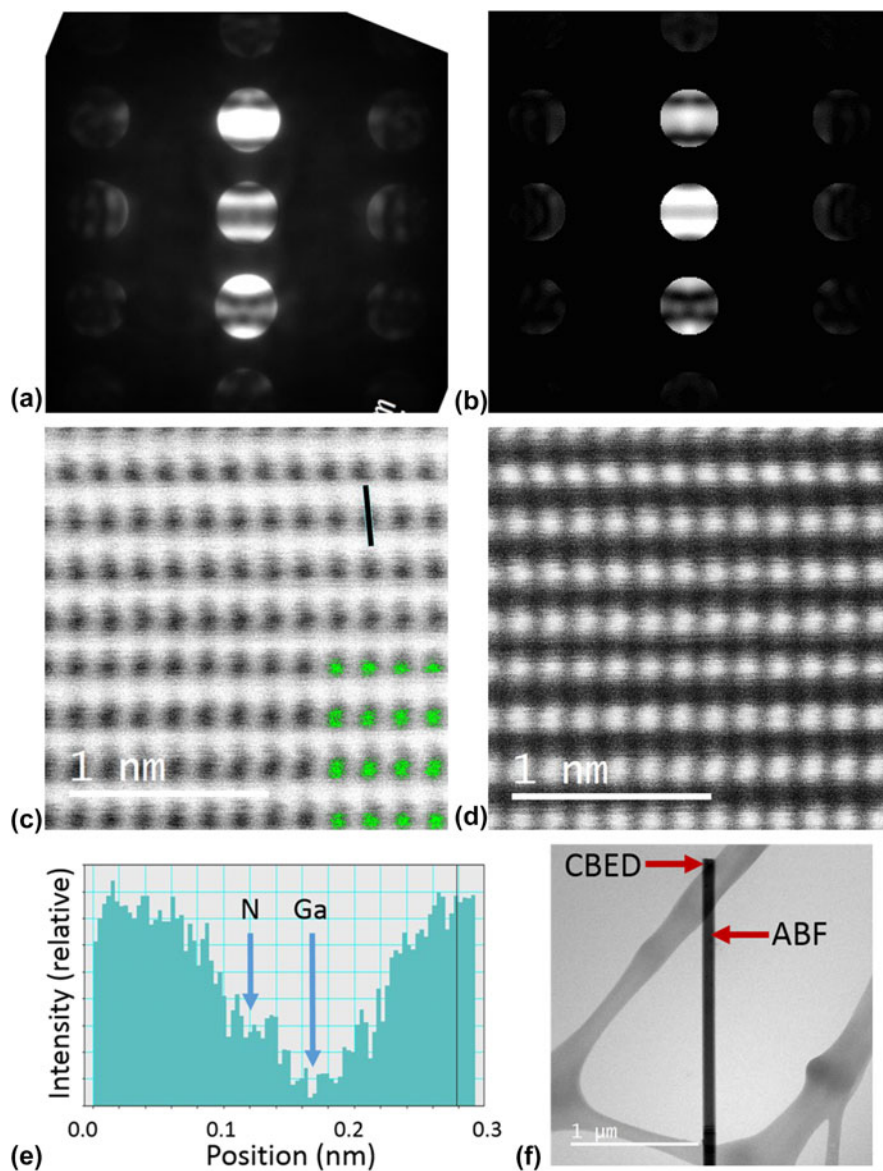 (a)
m
(b)
1 nm
(c)
1 nm
(d)
Intensity (relative)
N
Ga
0.0
0.1
0.2
0.3
Position (nm)
(e)
CBED
ABF
1 μm
(f)